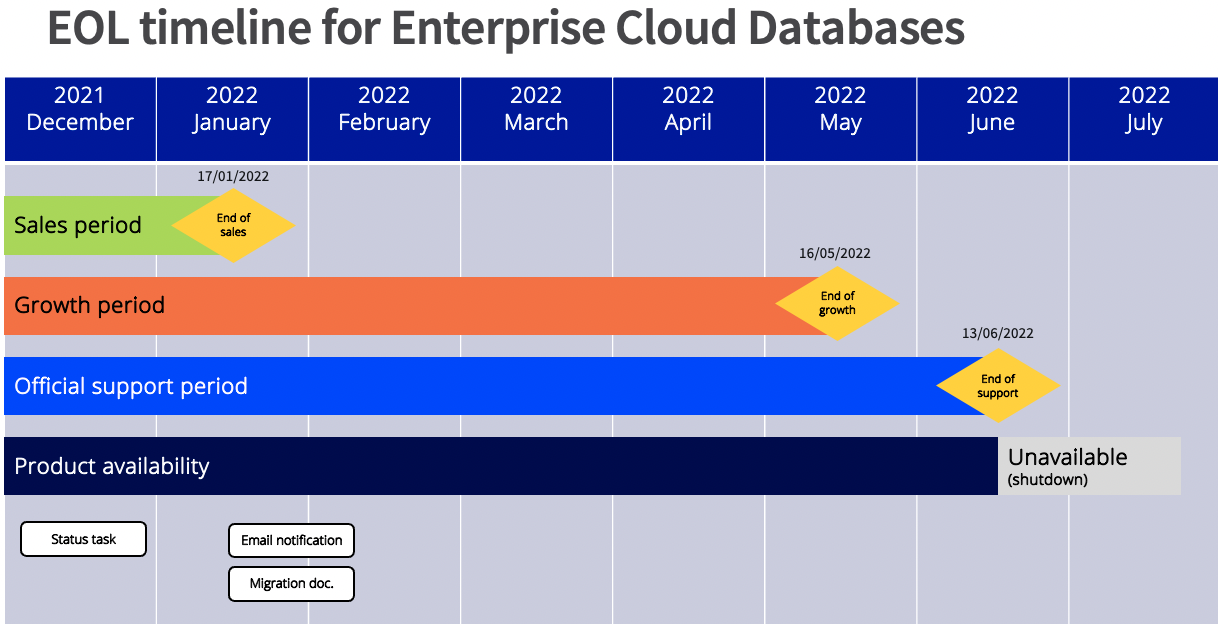 EOL timeline for Enterprise Cloud Databases
2021
December
2022
January
2022
February
2022
March
2022
April
2022
May
2022
June
2022
July
17/01/2022
Sales period
End of
sales
16/05/2022
Growth period
End of
growth
13/06/2022
Official support period
End of
support
Product availability
Unavailable
(shutdown)
Status task
Email notification
Migration doc.